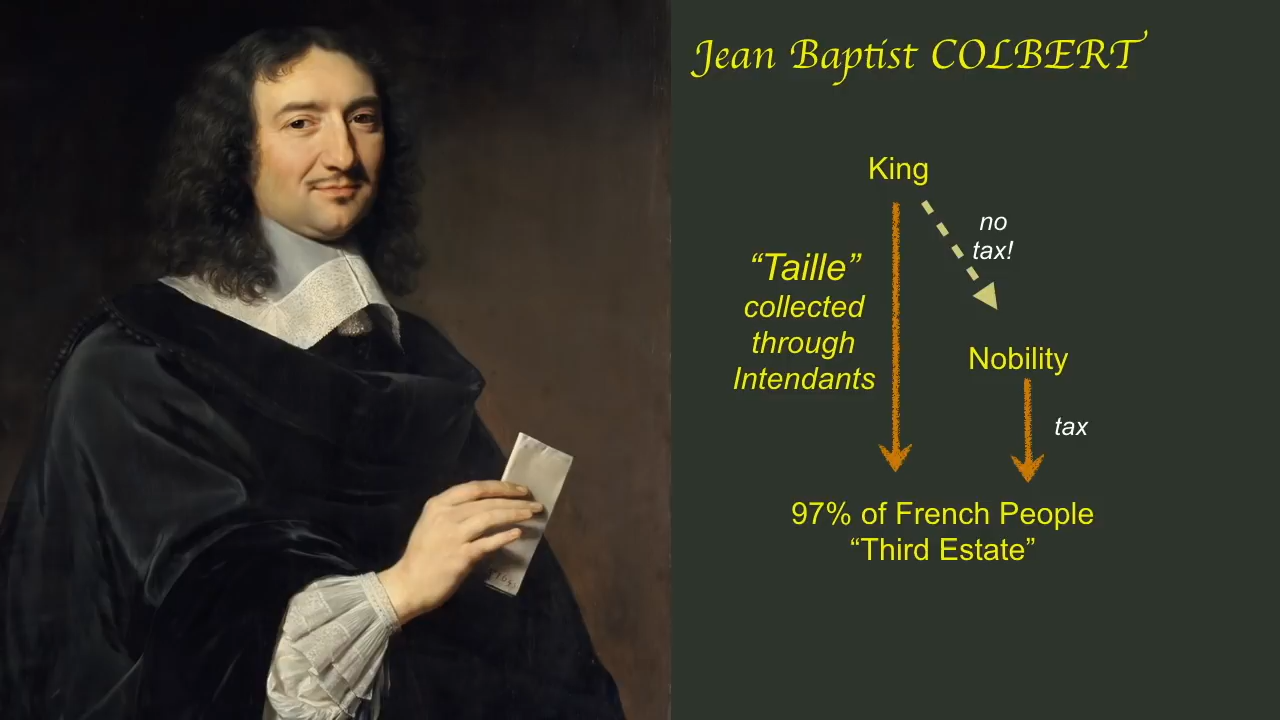 Jean Baptist COLBERT
King
no
tax!
“Taille”
collected
through
Intendants
Nobility
tax
97% of French People
“Third Estate”